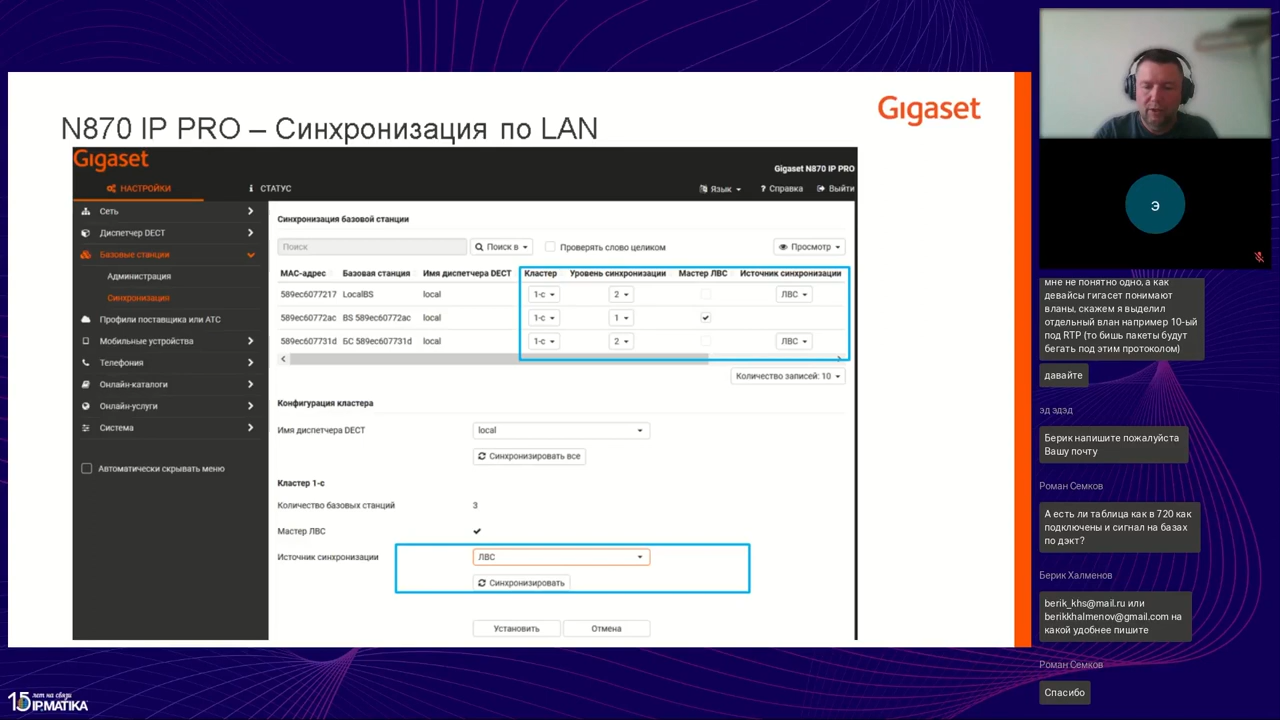 N870 IP PRO – Синхронизация по LAN
Gigaset
Gigaset
Gigaset N870 IP PRO
НАСТРОЙКИ
СТАТУС
Язык
Справка
Выйти
Сеть
Диспетчер DECT
Базовые станции
Администрация
Синхронизация
Профили поставщика или АТС
Мобильные устройства
Телефония
Онлайн-каталоги
Онлайн-услуги
Система
Автоматически скрывать меню
Синхронизация базовой станции
Поиск
Поиск в
Проверять слово целиком
Просмотр
MAC-адрес Базовая станция Имя диспетчера DECT Кластер Уровень синхронизации Мастер ЛВС Источник синхронизации
589ec6077217 LocalBS local 1-с 2 ЛВС
589ec60772ac BS 589ec60772ac local 1-с 1
589ec607731d БС 589ec607731d local 1-с 2 ЛВС
Количество записей: 10
Конфигурация кластера
Имя диспетчера DECT local
Синхронизировать все
Кластер 1-с
Количество базовых станций 3
Мастер ЛВС
Источник синхронизации ЛВС
Синхронизировать
Установить
Отмена
15 лет на связи
IPМАТИКА
Э
мне не понятно одно, а как
девайсы гигасет понимают
вланы, скажем я выделил
отдельный влан например 10-ый
под RTP (то бишь пакеты будут
бегать под этим протоколом)
давайте
эд эдэд
Берик напишите пожалуйста
Вашу почту
Роман Семков
А есть ли таблица как в 720 как
подключены и сигнал на базах
по дэкт?
Берик Халменов
berik_khs@mail.ru или
berikkhalmenov@gmail.com на
какой удобнее пишите
Роман Семков
Спасибо